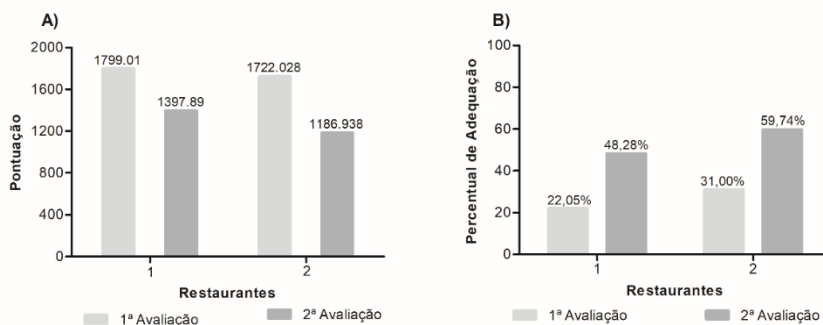 A)
Pontuação
2000
1600
1200
800
400
0
1799.01
1397.89
1722.028
1186.938
1
2
Restaurantes
1ª Avaliacão
2ª Avaliação
B)
Percentual de Adequação
100
80
60
40
20
0
22,05%
48,28%
31,00%
59,74%
1
2
Restaurantes
1ª Avaliação
2ª Avaliação